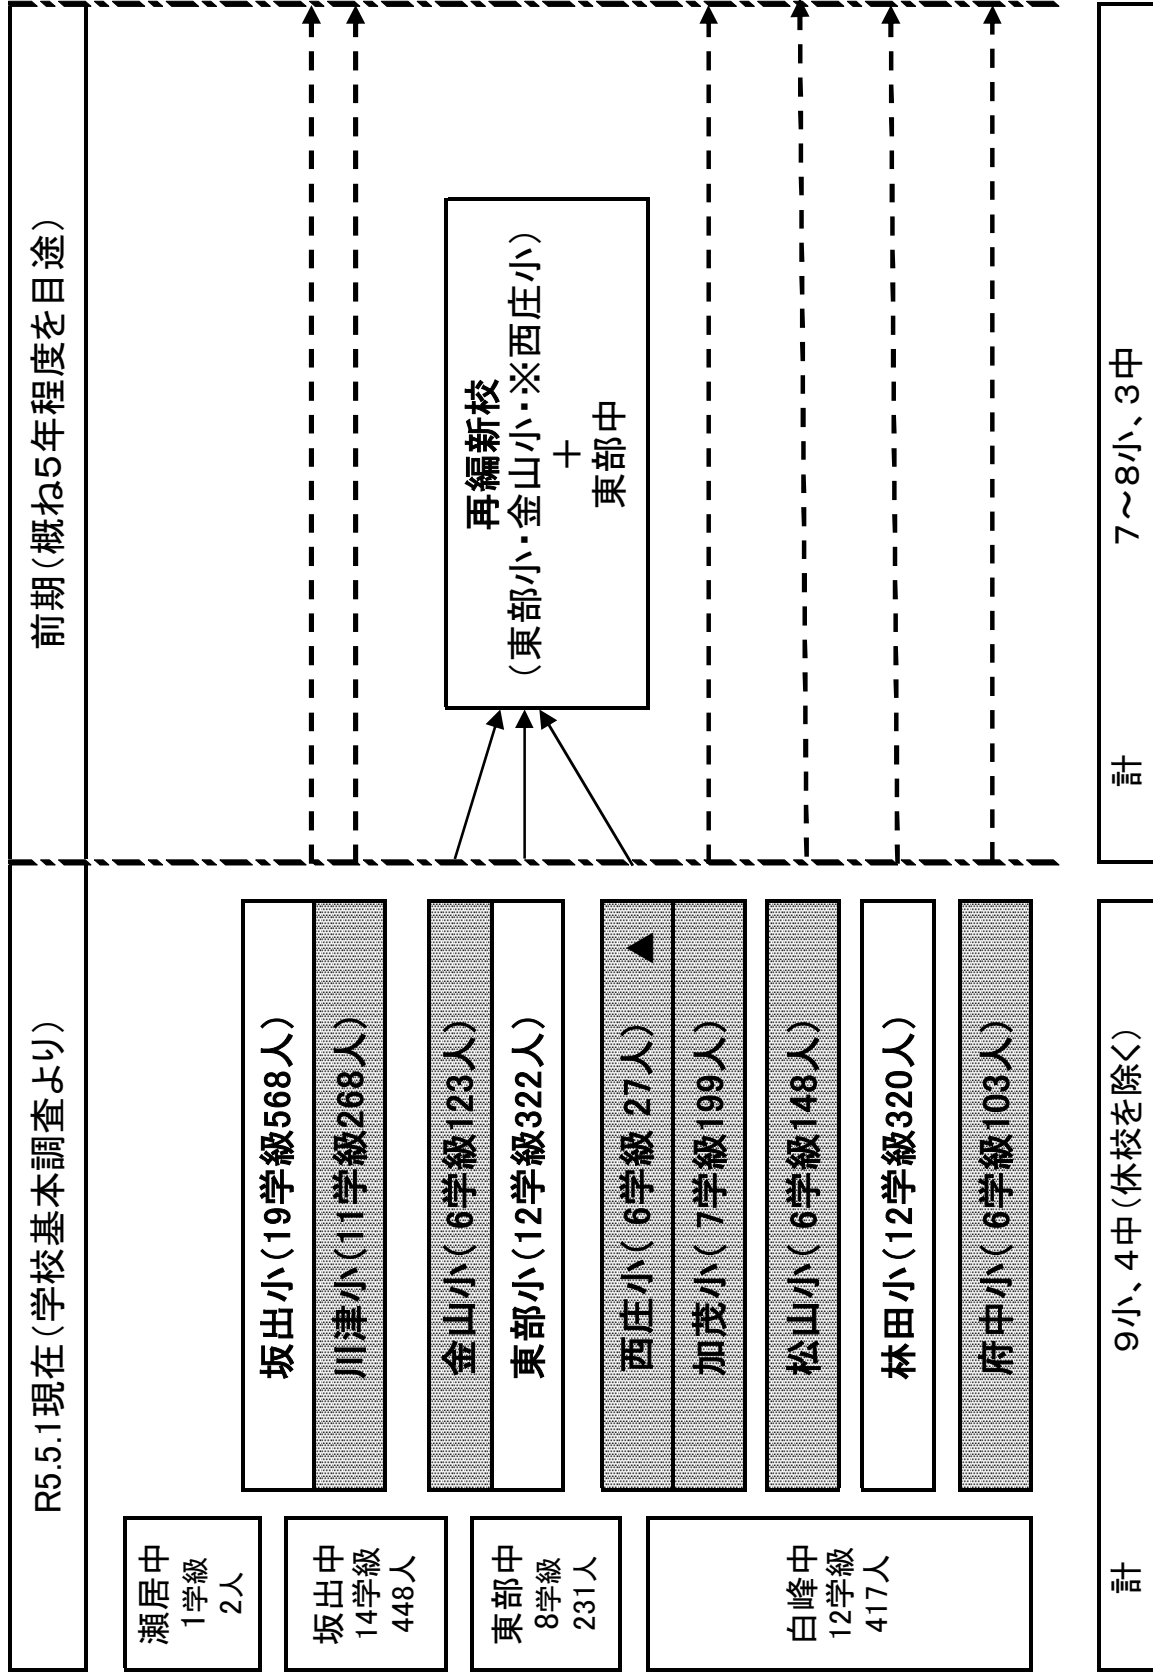 R5.5.1現在(学校基本調査より)
前期(概ね5年程度を目途)
瀬居中
1学級
2人
坂出中
14学級
448人
東部中
8学級
231人
白峰中
12学級
417人
坂出小(19学級568人)
川津小(11学級268人)
金山小( 6学級123人)
東部小(12学級322人)
西庄小( 6学級 27人) ▲
加茂小( 7学級199人)
松山小( 6学級148人)
林田小(12学級320人)
府中小( 6学級103人)
再編新校
(東部小・金山小・※西庄小)
+
東部中
計 9小、4中(休校を除く)
計 7～8小、3中